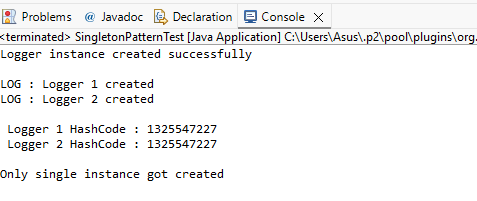 Problems @ Javadoc Declaration Console
<terminated> SingletonPatternTest [Java Application] C:\Users\Asus\.p2\pool\plugins\org.
Logger instance created successfully
LOG : Logger 1 created
LOG : Logger 2 created
Logger 1 HashCode : 1325547227
Logger 2 HashCode : 1325547227
Only single instance got created